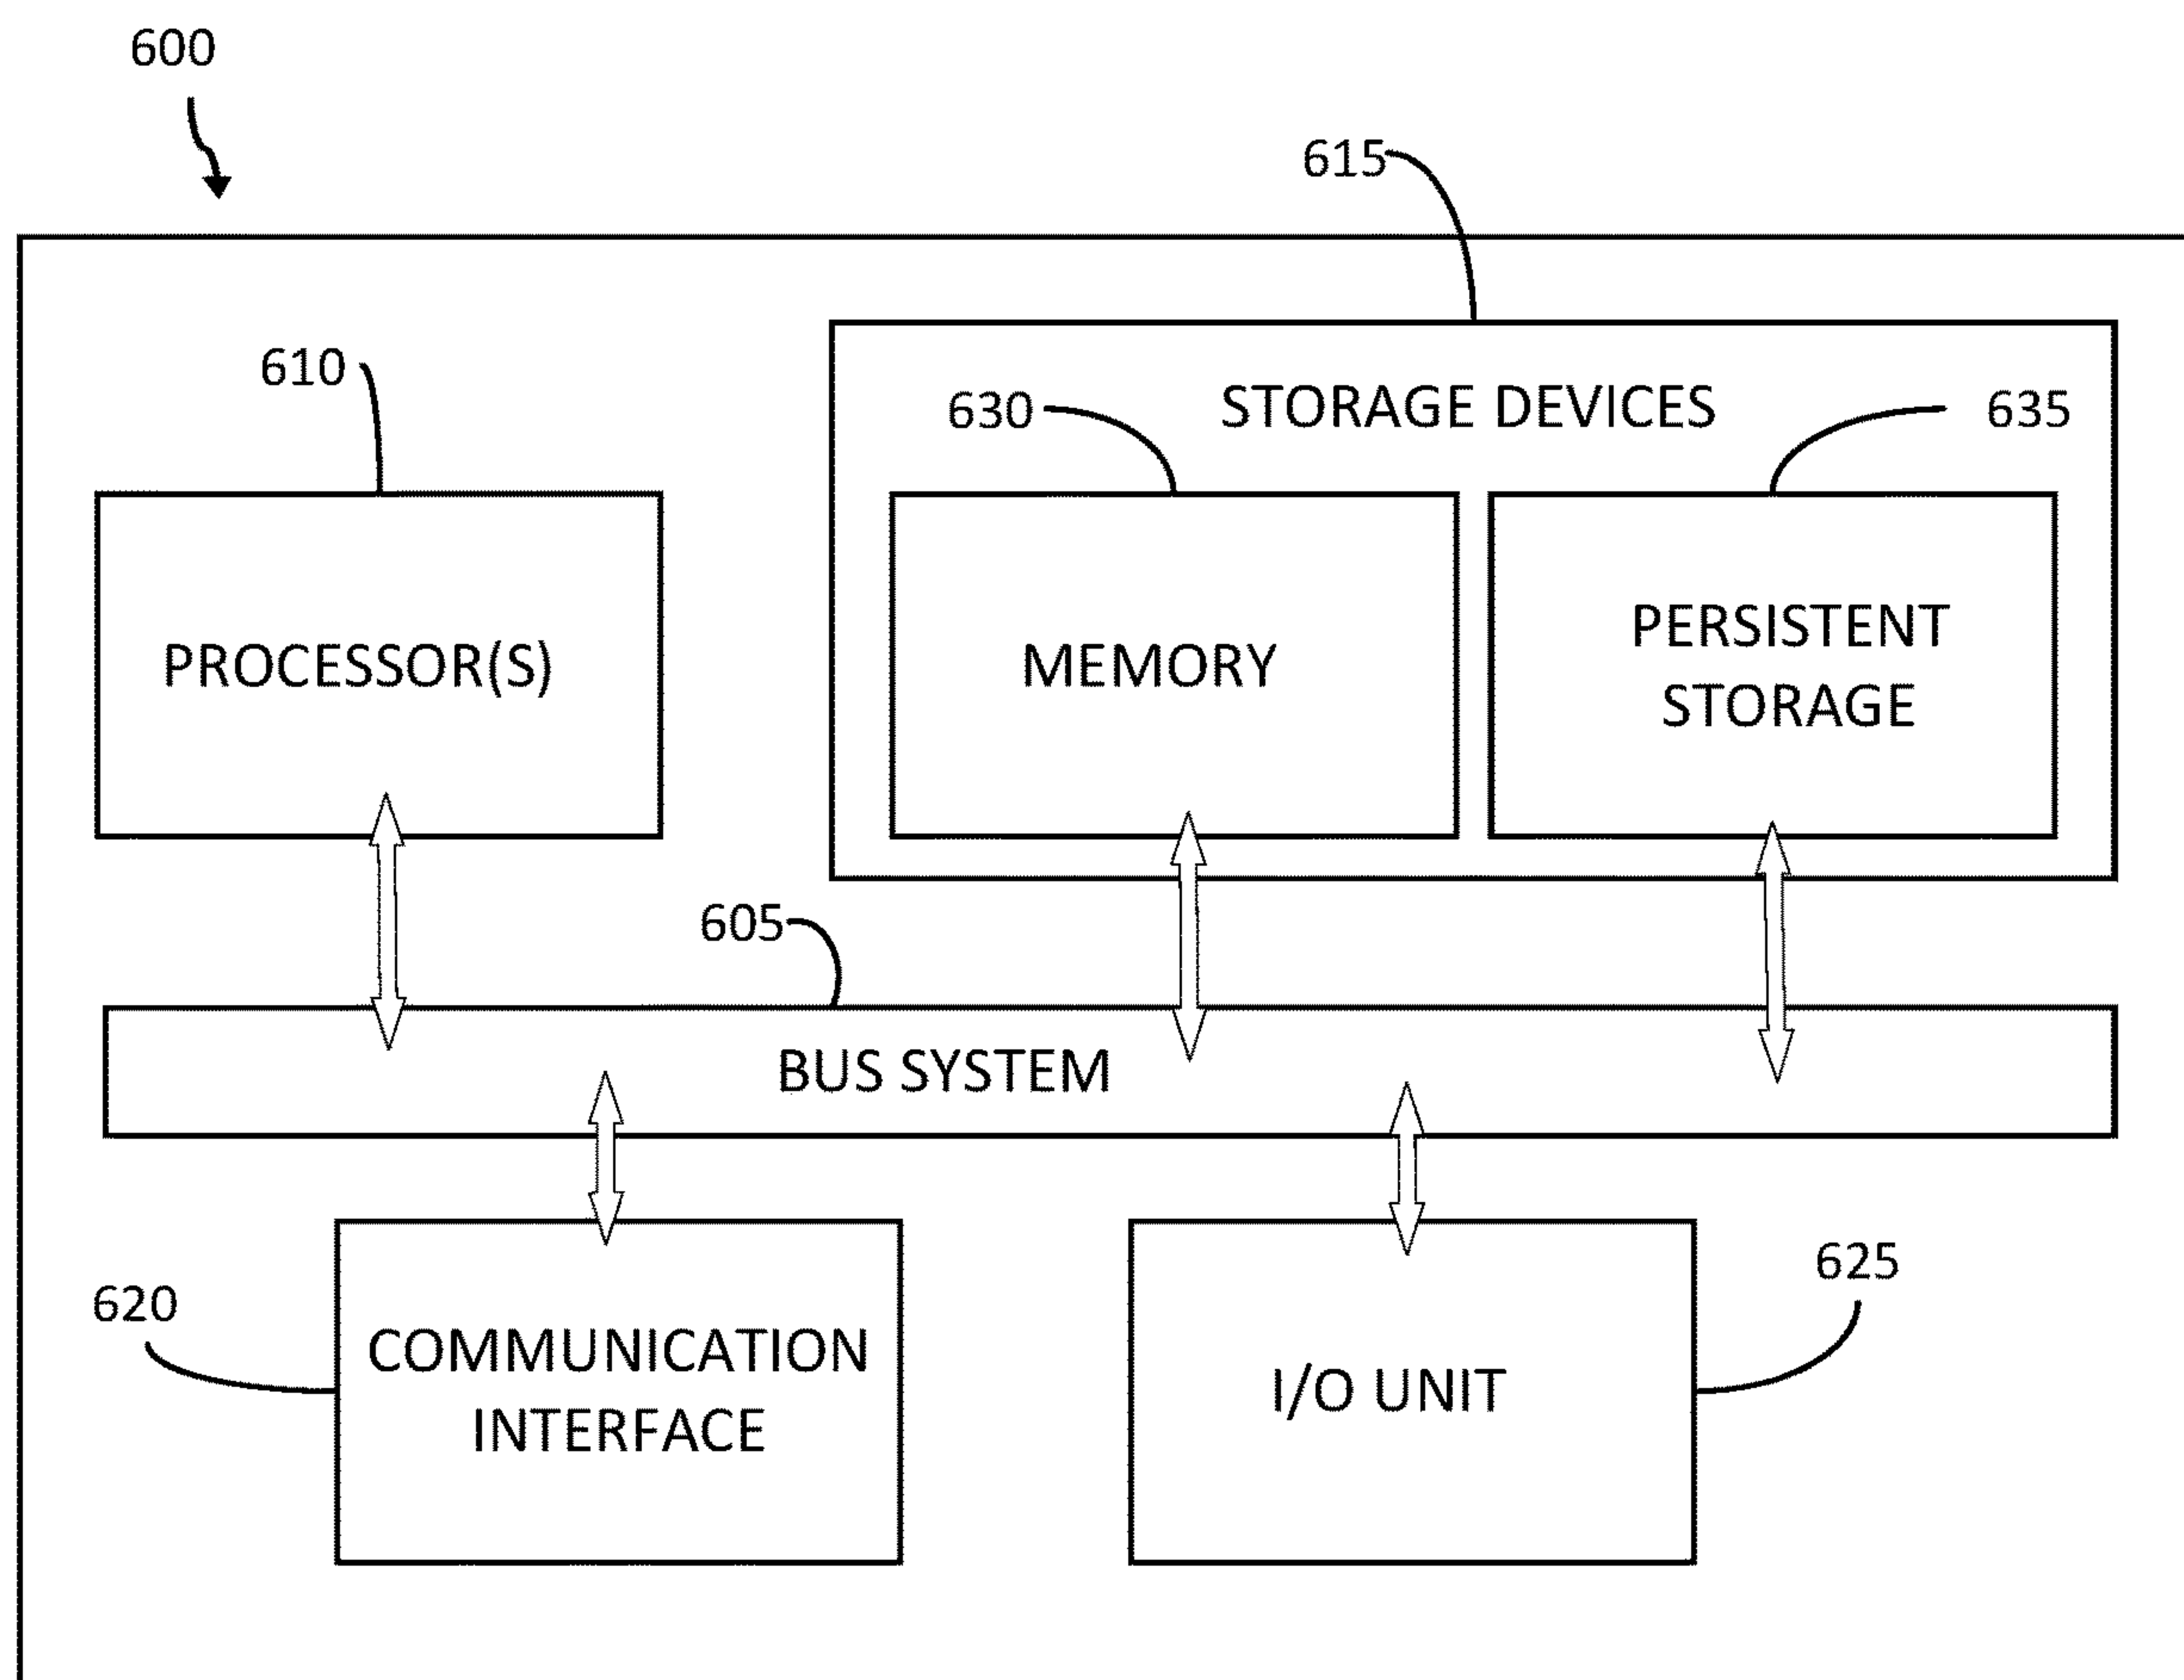 600
615
610
STORAGE DEVICES
630
635
PROCESSOR(S)
MEMORY
PERSISTENT
STORAGE
605
BUS SYSTEM
620
COMMUNICATION
INTERFACE
I/O UNIT
625